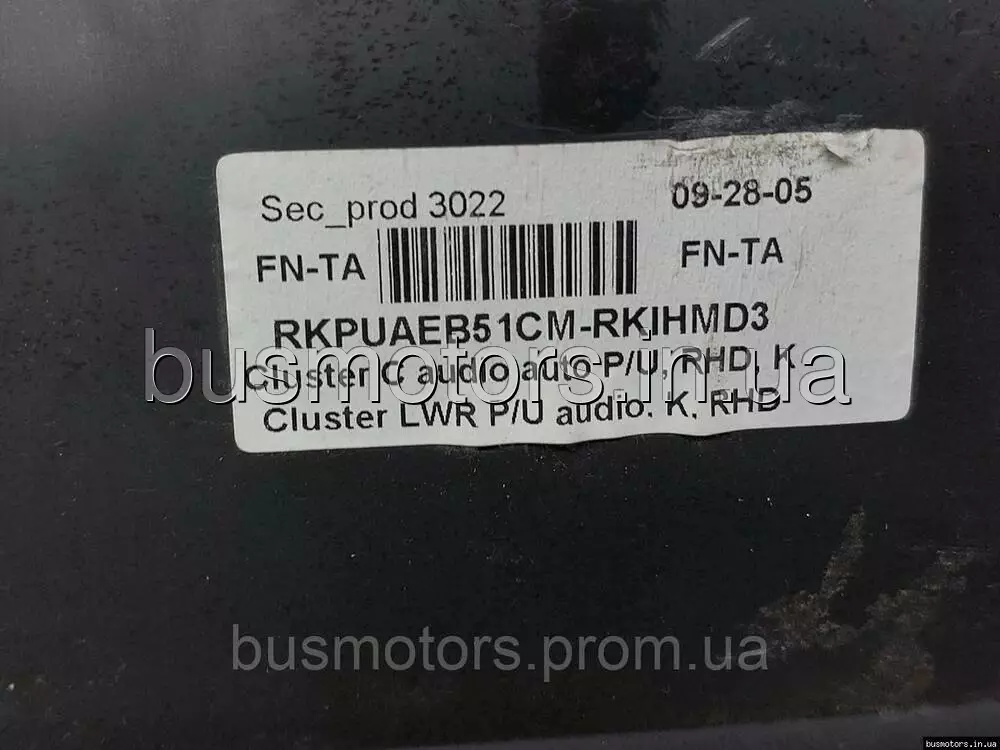 Sec_prod 3022 09-28-05
FN-TA FN-TA
RKPUAEB51CM-RKIHMD3
busmotors.in.ua
Cluster C audio auto-P/U, RHD, K
Cluster LWR P/U audio. K, RHD
busmotors.prom.ua
busmotors.in.ua